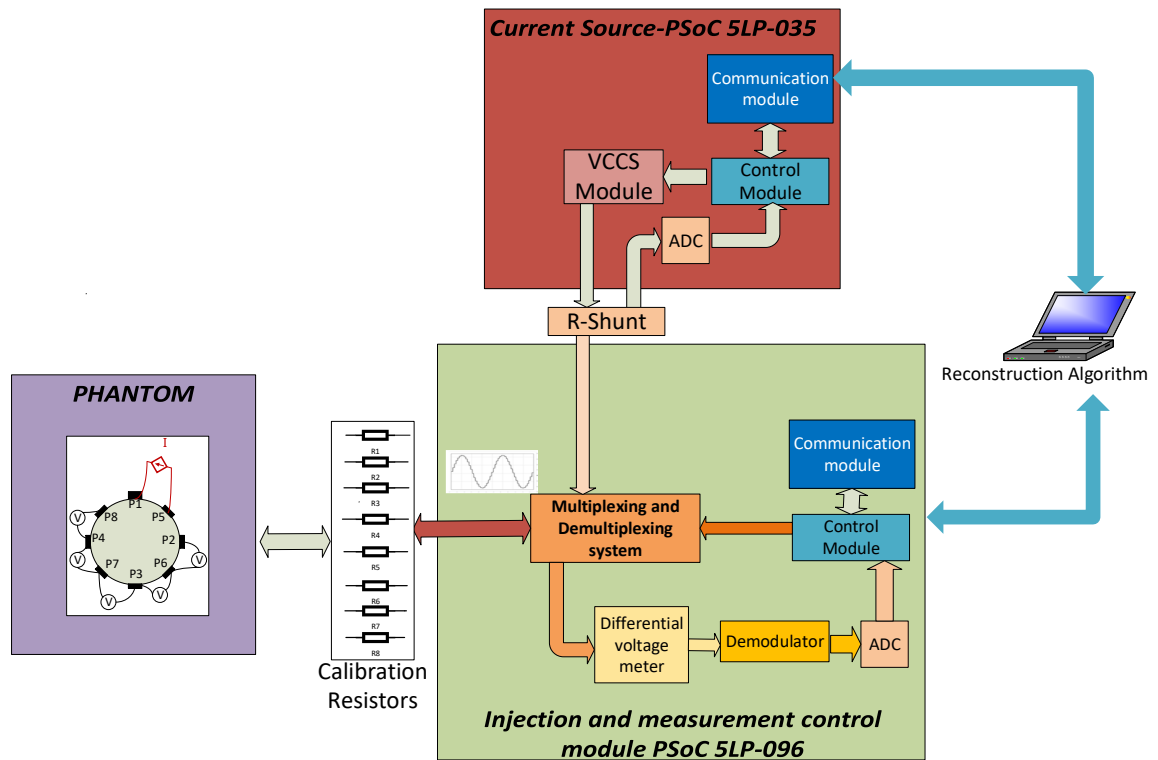 Current Source-PSoC 5LP-035
Communication
module
VCCS
Module
Control
Module
ADC
R-Shunt
Reconstruction Algorithm
PHANTOM
I
P1
P8
P5
V
P4
P2
V
V
P7
P3
P6
V
V
R1
R2
R3
R4
R5
R6
R7
R8
Calibration
Resistors
Communication
module
Multiplexing and
Demultiplexing
system
Control
Module
Differential
voltage
meter
Demodulator
ADC
Injection and measurement control
module PSoC 5LP-096